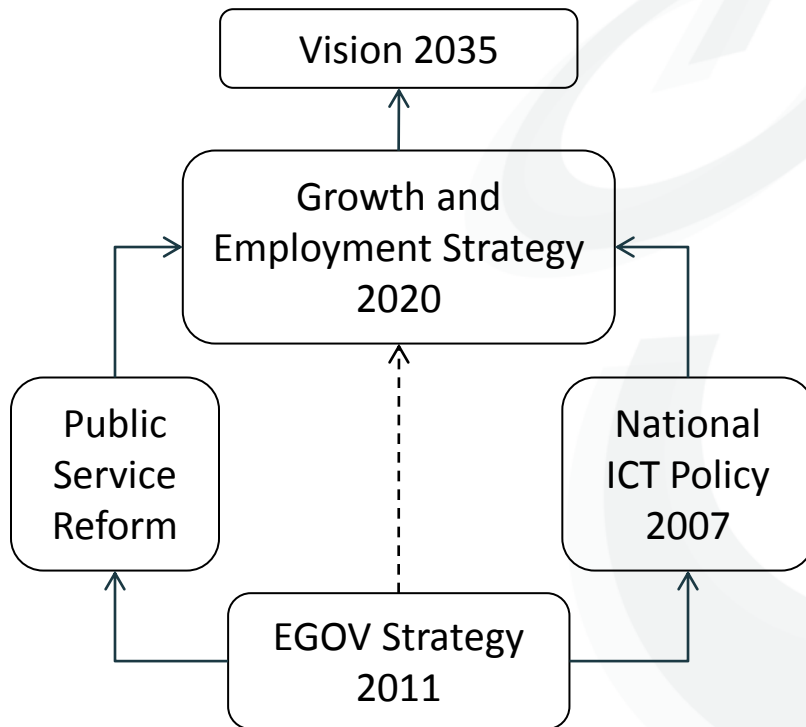 Vision 2035
Growth and
Employment Strategy
2020
Public
Service
Reform
National
ICT Policy
2007
EGOV Strategy
2011